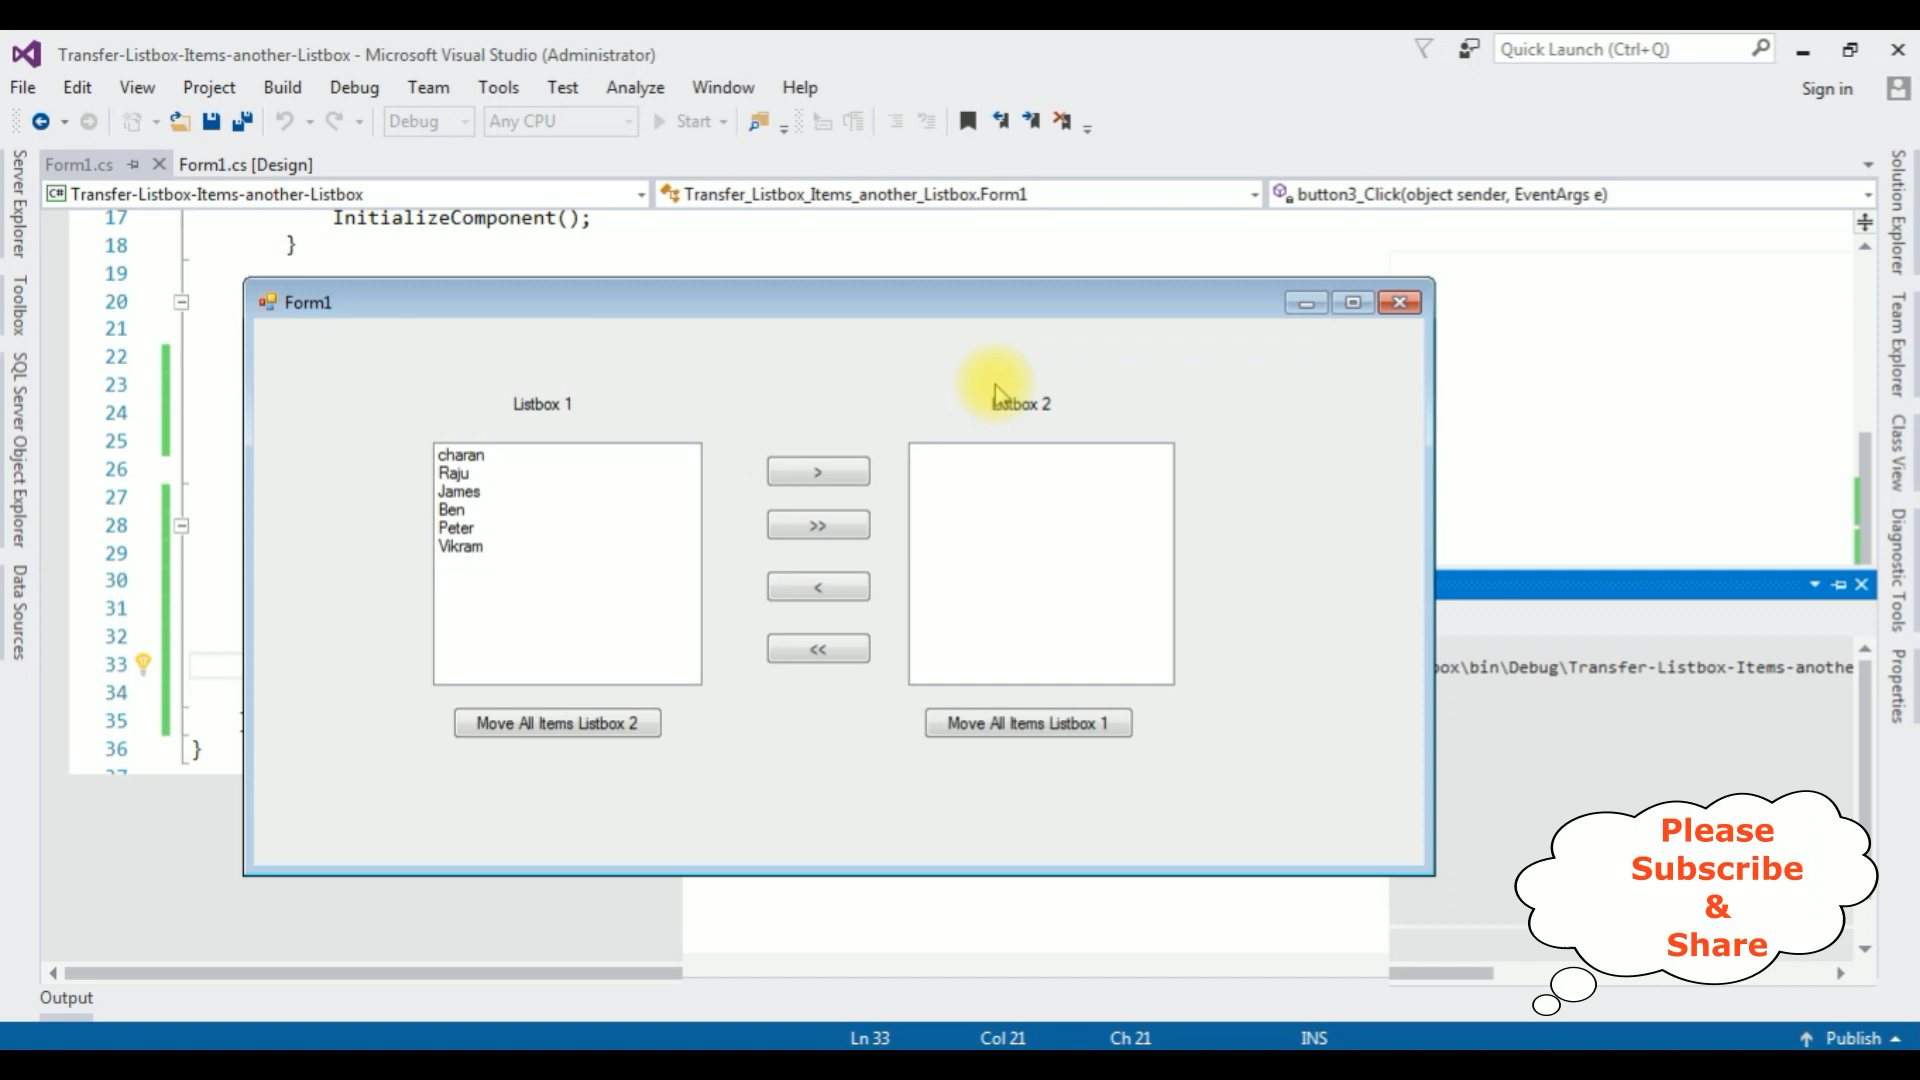 Transfer-Listbox-Items-another-Listbox - Microsoft Visual Studio (Administrator)
Quick Launch (Ctrl+Q)
File Edit View Project Build Debug Team Tools Test Analyze Window Help
Sign in
Debug Any CPU Start
Form1.cs Form1.cs [Design]
C# Transfer-Listbox-Items-another-Listbox Transfer_Listbox_Items_another_Listbox.Form1 button3_Click(object sender, EventArgs e)
Server Explorer
Toolbox
SQL Server Object Explorer
Data Sources
17 InitializeComponent();
18 }
19
20
21
22
23
24
25
26
27
28
29
30
31
32
33
34
35
36 }
Form1
Listbox 1
Listbox 2
charan
Raju
James
Ben
Peter
Vikram
>
>>
<
<<
Move All Items Listbox 2
Move All Items Listbox 1
box\bin\Debug\Transfer-Listbox-Items-anothe
Solution Explorer
Team Explorer
Class View
Diagnostic Tools
Properties
Please
Subscribe
&
Share
Output
Ln 33 Col 21 Ch 21 INS Publish